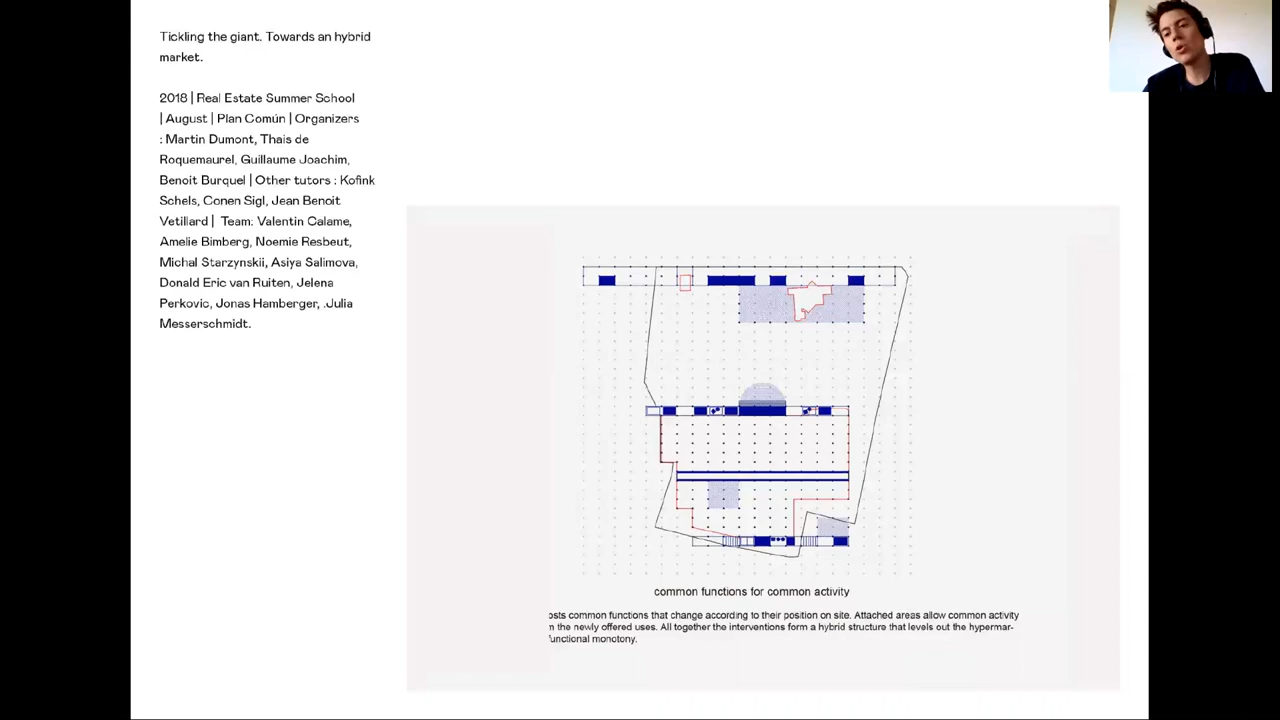 Tickling the giant. Towards an hybrid
market.
2018 | Real Estate Summer School
| August | Plan Común | Organizers
: Martin Dumont, Thais de
Roquemaurel, Guillaume Joachim,
Benoit Burquel | Other tutors : Kofink
Schels, Conen Sigl, Jean Benoit
Vetillard | Team: Valentin Calame,
Amelie Bimberg, Noemie Resbeut,
Michal Starzynskii, Asiya Salimova,
Donald Eric van Ruiten, Jelena
Perkovic, Jonas Hamberger, .Julia
Messerschmidt.
common functions for common activity
osts common functions that change according to their position on site. Attached areas allow common activity
m the newly offered uses. All together the interventions form a hybrid structure that levels out the hypermar-
functional monotony.